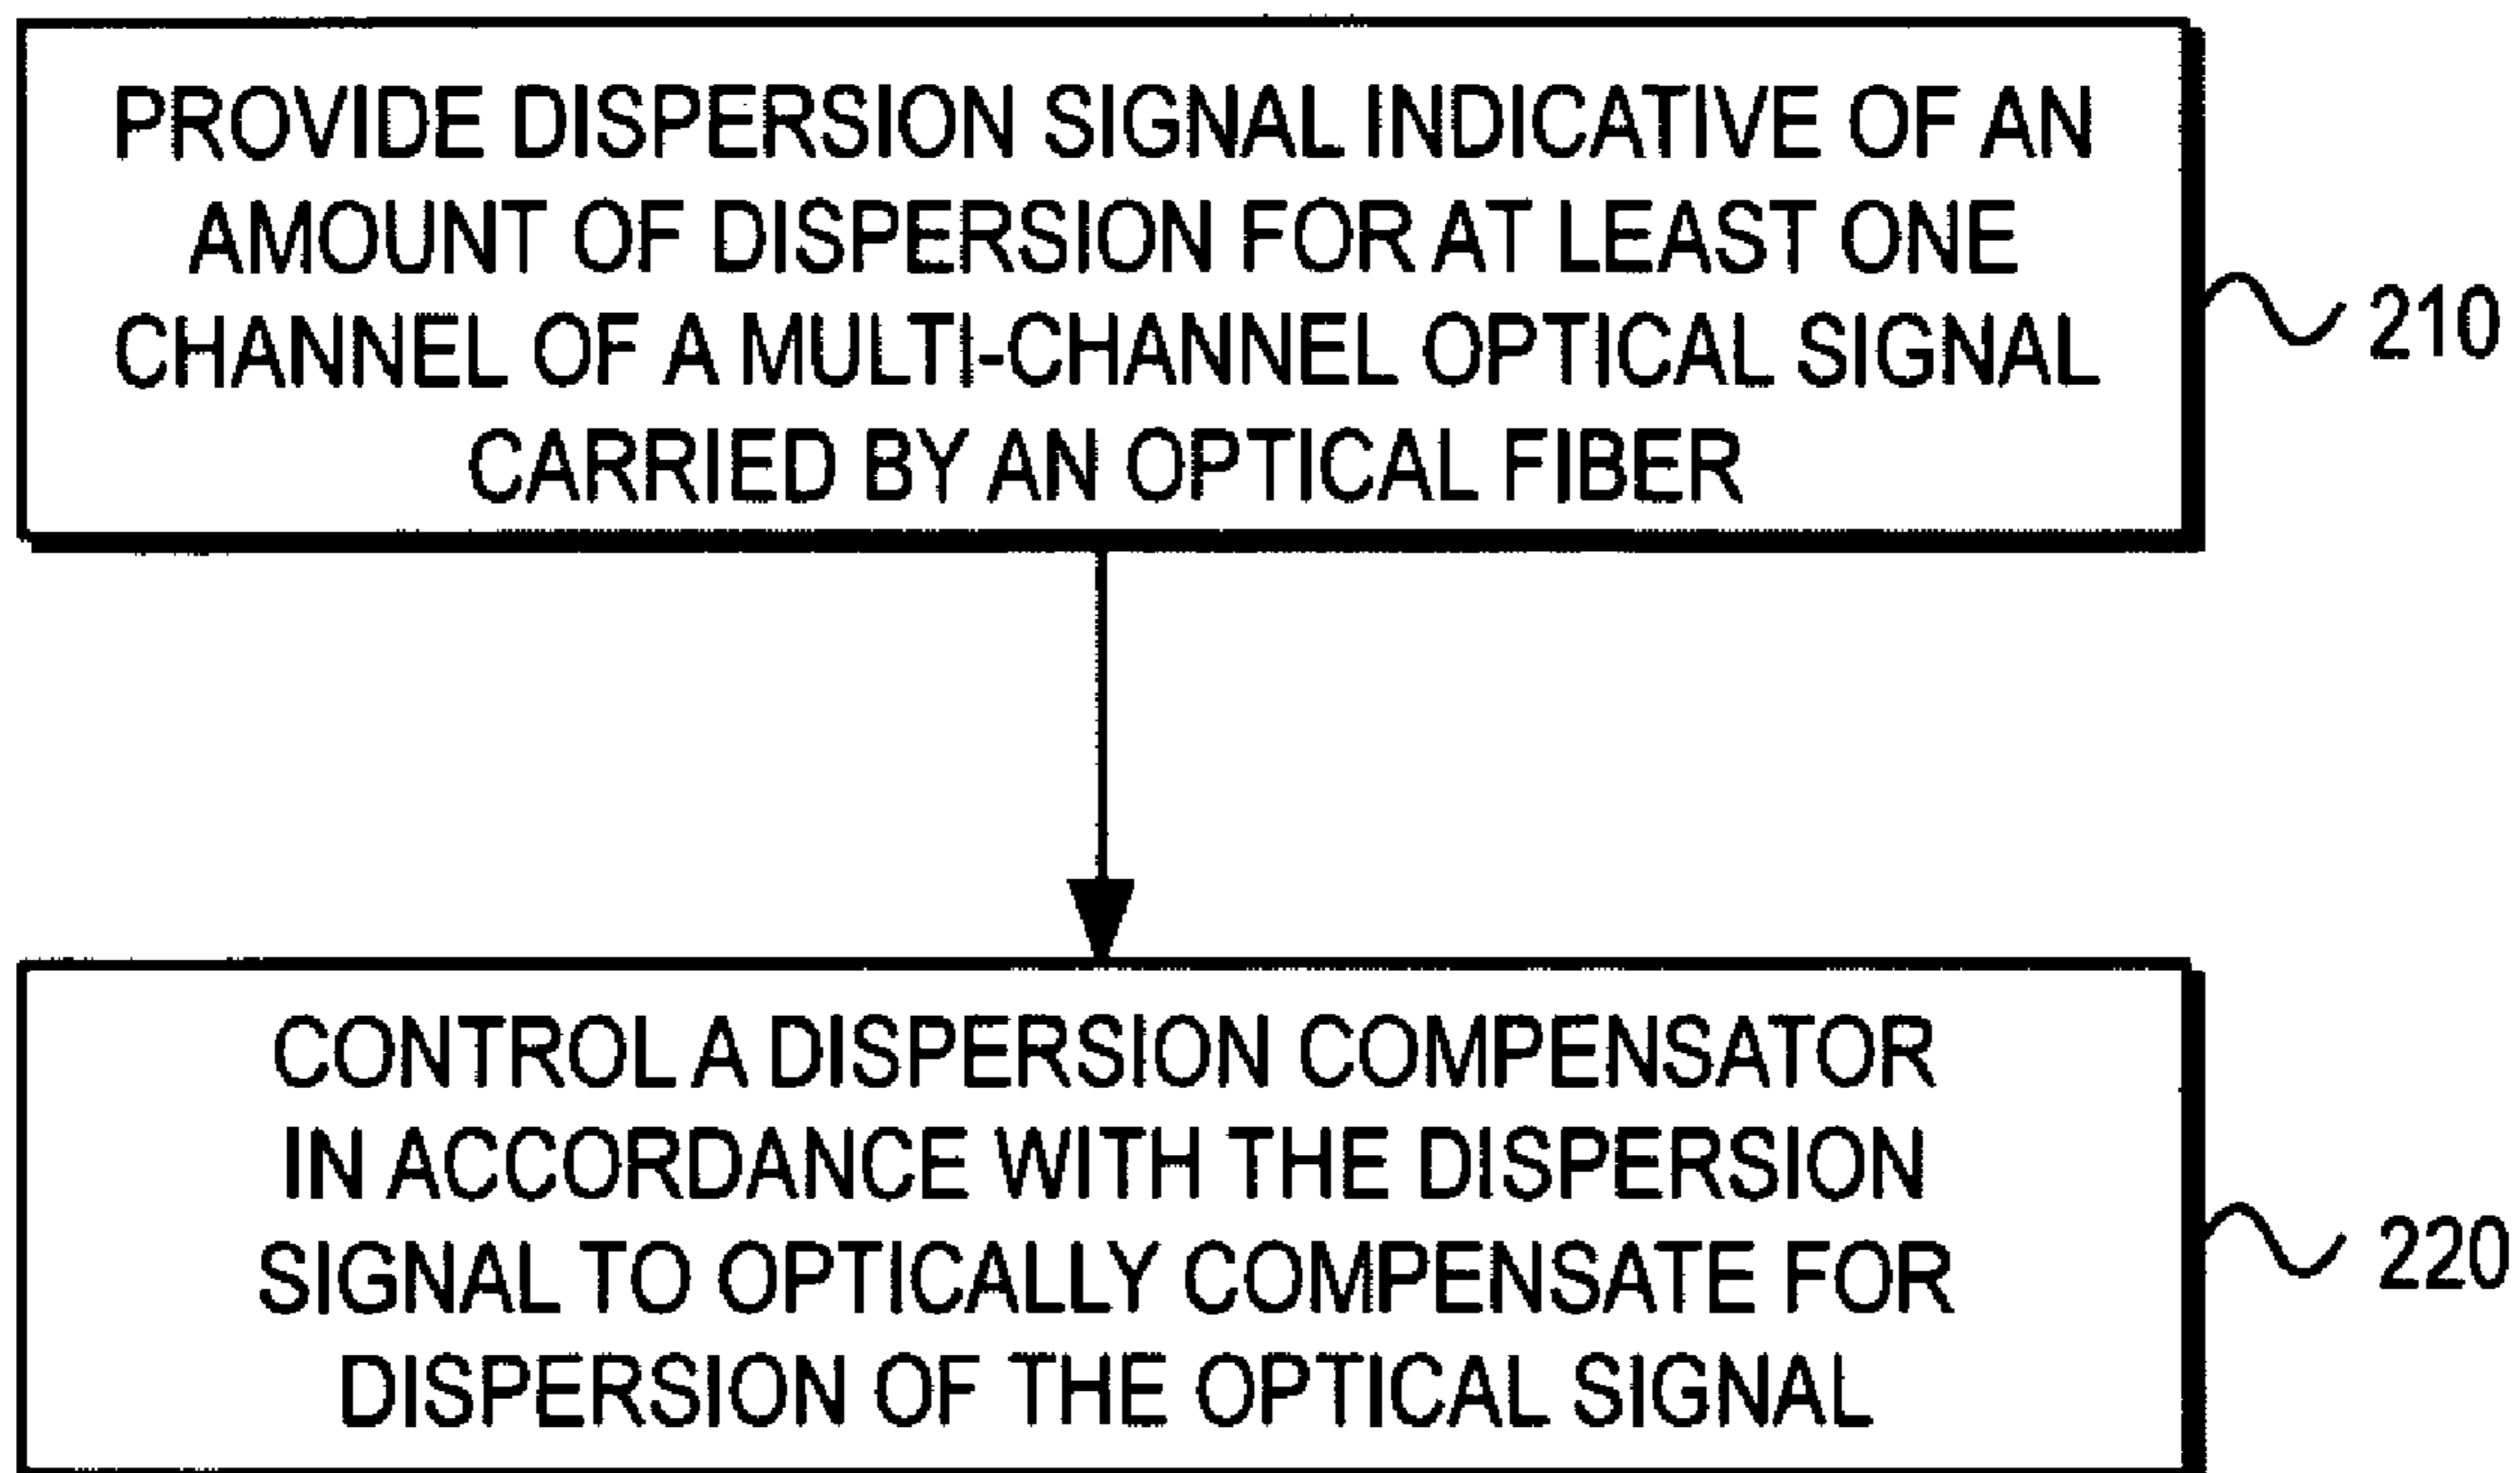 PROVIDE DISPERSION SIGNAL INDICATIVE OF AN
AMOUNT OF DISPERSION FOR AT LEAST ONE
CHANNEL OF A MULTI-CHANNEL OPTICAL SIGNAL
CARRIED BY AN OPTICAL FIBER
210
CONTROL A DISPERSION COMPENSATOR
IN ACCORDANCE WITH THE DISPERSION
SIGNAL TO OPTICALLY COMPENSATE FOR
DISPERSION OF THE OPTICAL SIGNAL
220